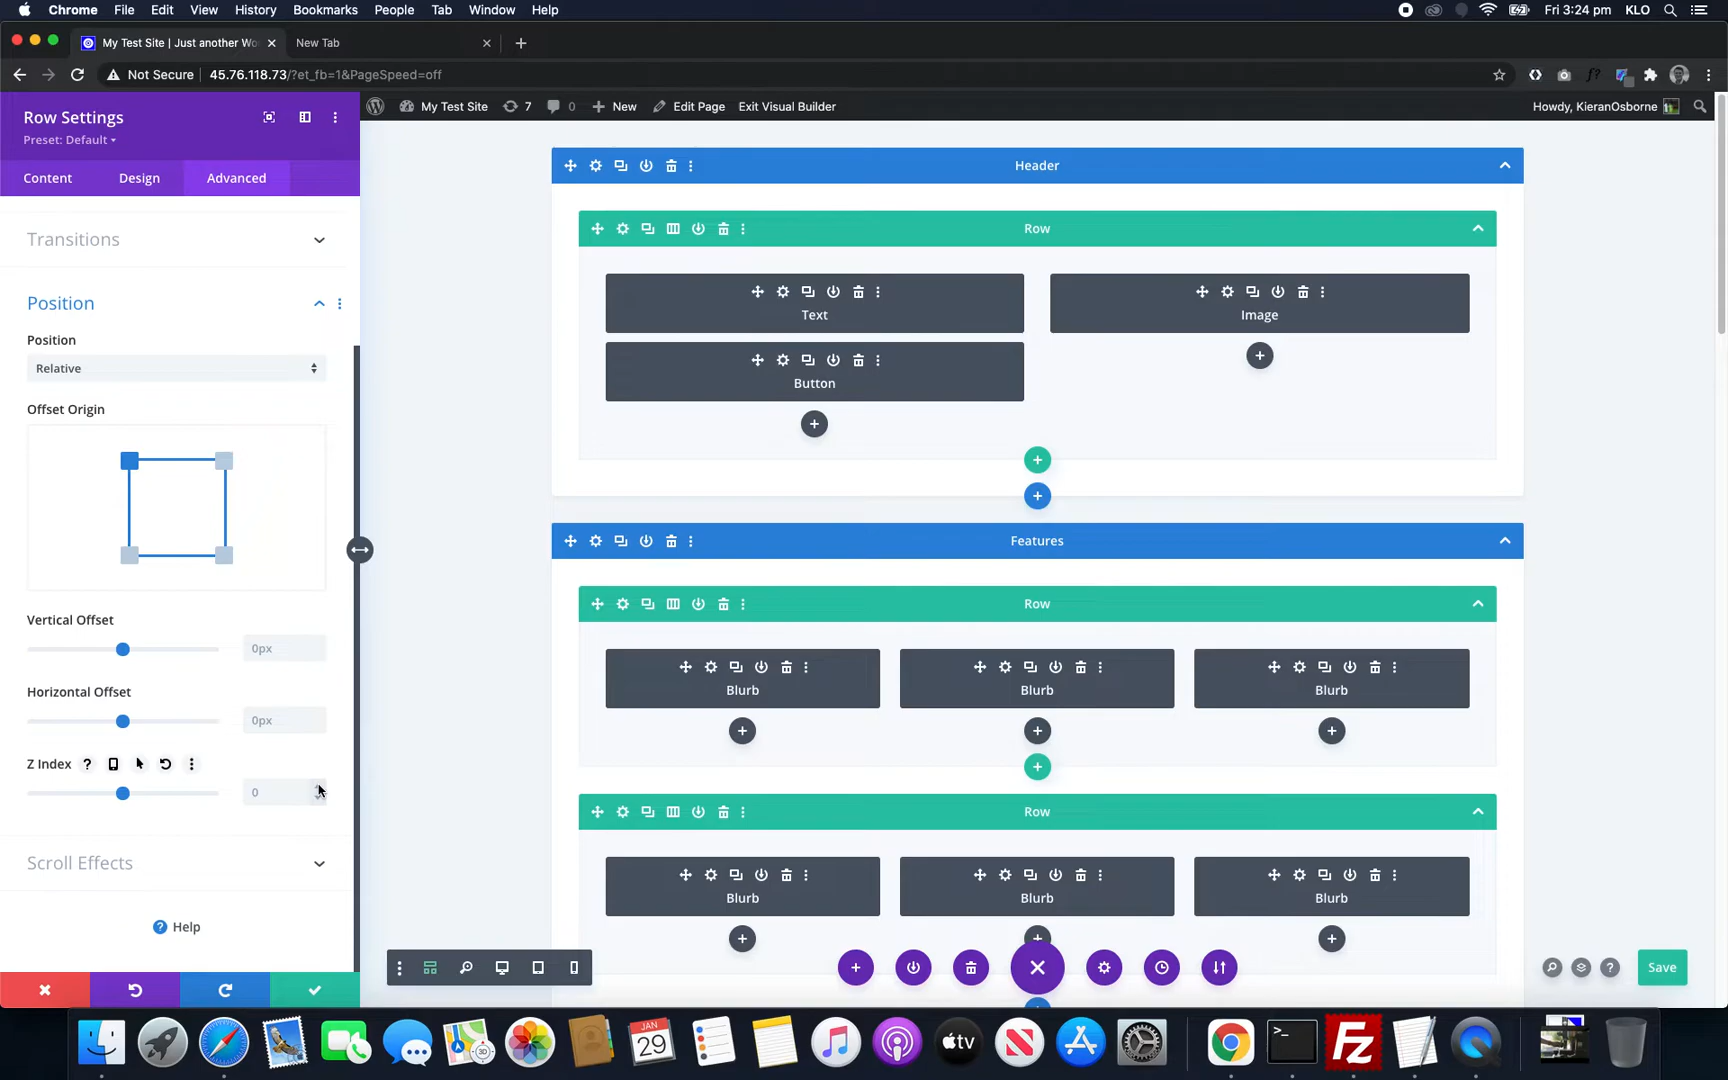 Chrome File Edit View History Bookmarks People Tab Window Help Fri 3:24 pm KLO
My Test Site | Just another Wo New Tab
Not Secure 45.76.118.73/?et_fb=1&PageSpeed=off
My Test Site 7 0 New Edit Page Exit Visual Builder Howdy, KieranOsborne
Row Settings
Preset: Default
Content Design Advanced
Transitions
Position
Position
Relative
Offset Origin
Vertical Offset
0px
Horizontal Offset
0px
Z Index ?
0
Scroll Effects
? Help
Header
Row
Text
Image
Button
Features
Row
Blurb Blurb Blurb
Row
Blurb Blurb Blurb
? Save
JAN
29
3D
Fz
tv